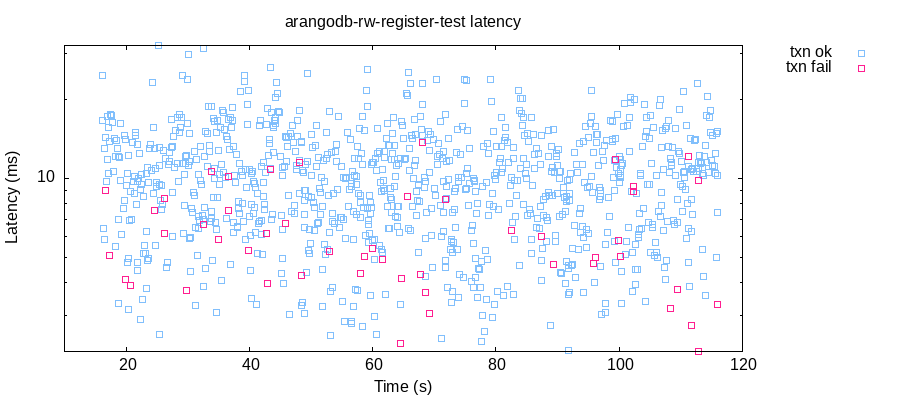 arangodb-rw-register-test latency
txn ok
txn fail
Latency (ms)
10
20
40
60
80
100
120
Time (s)